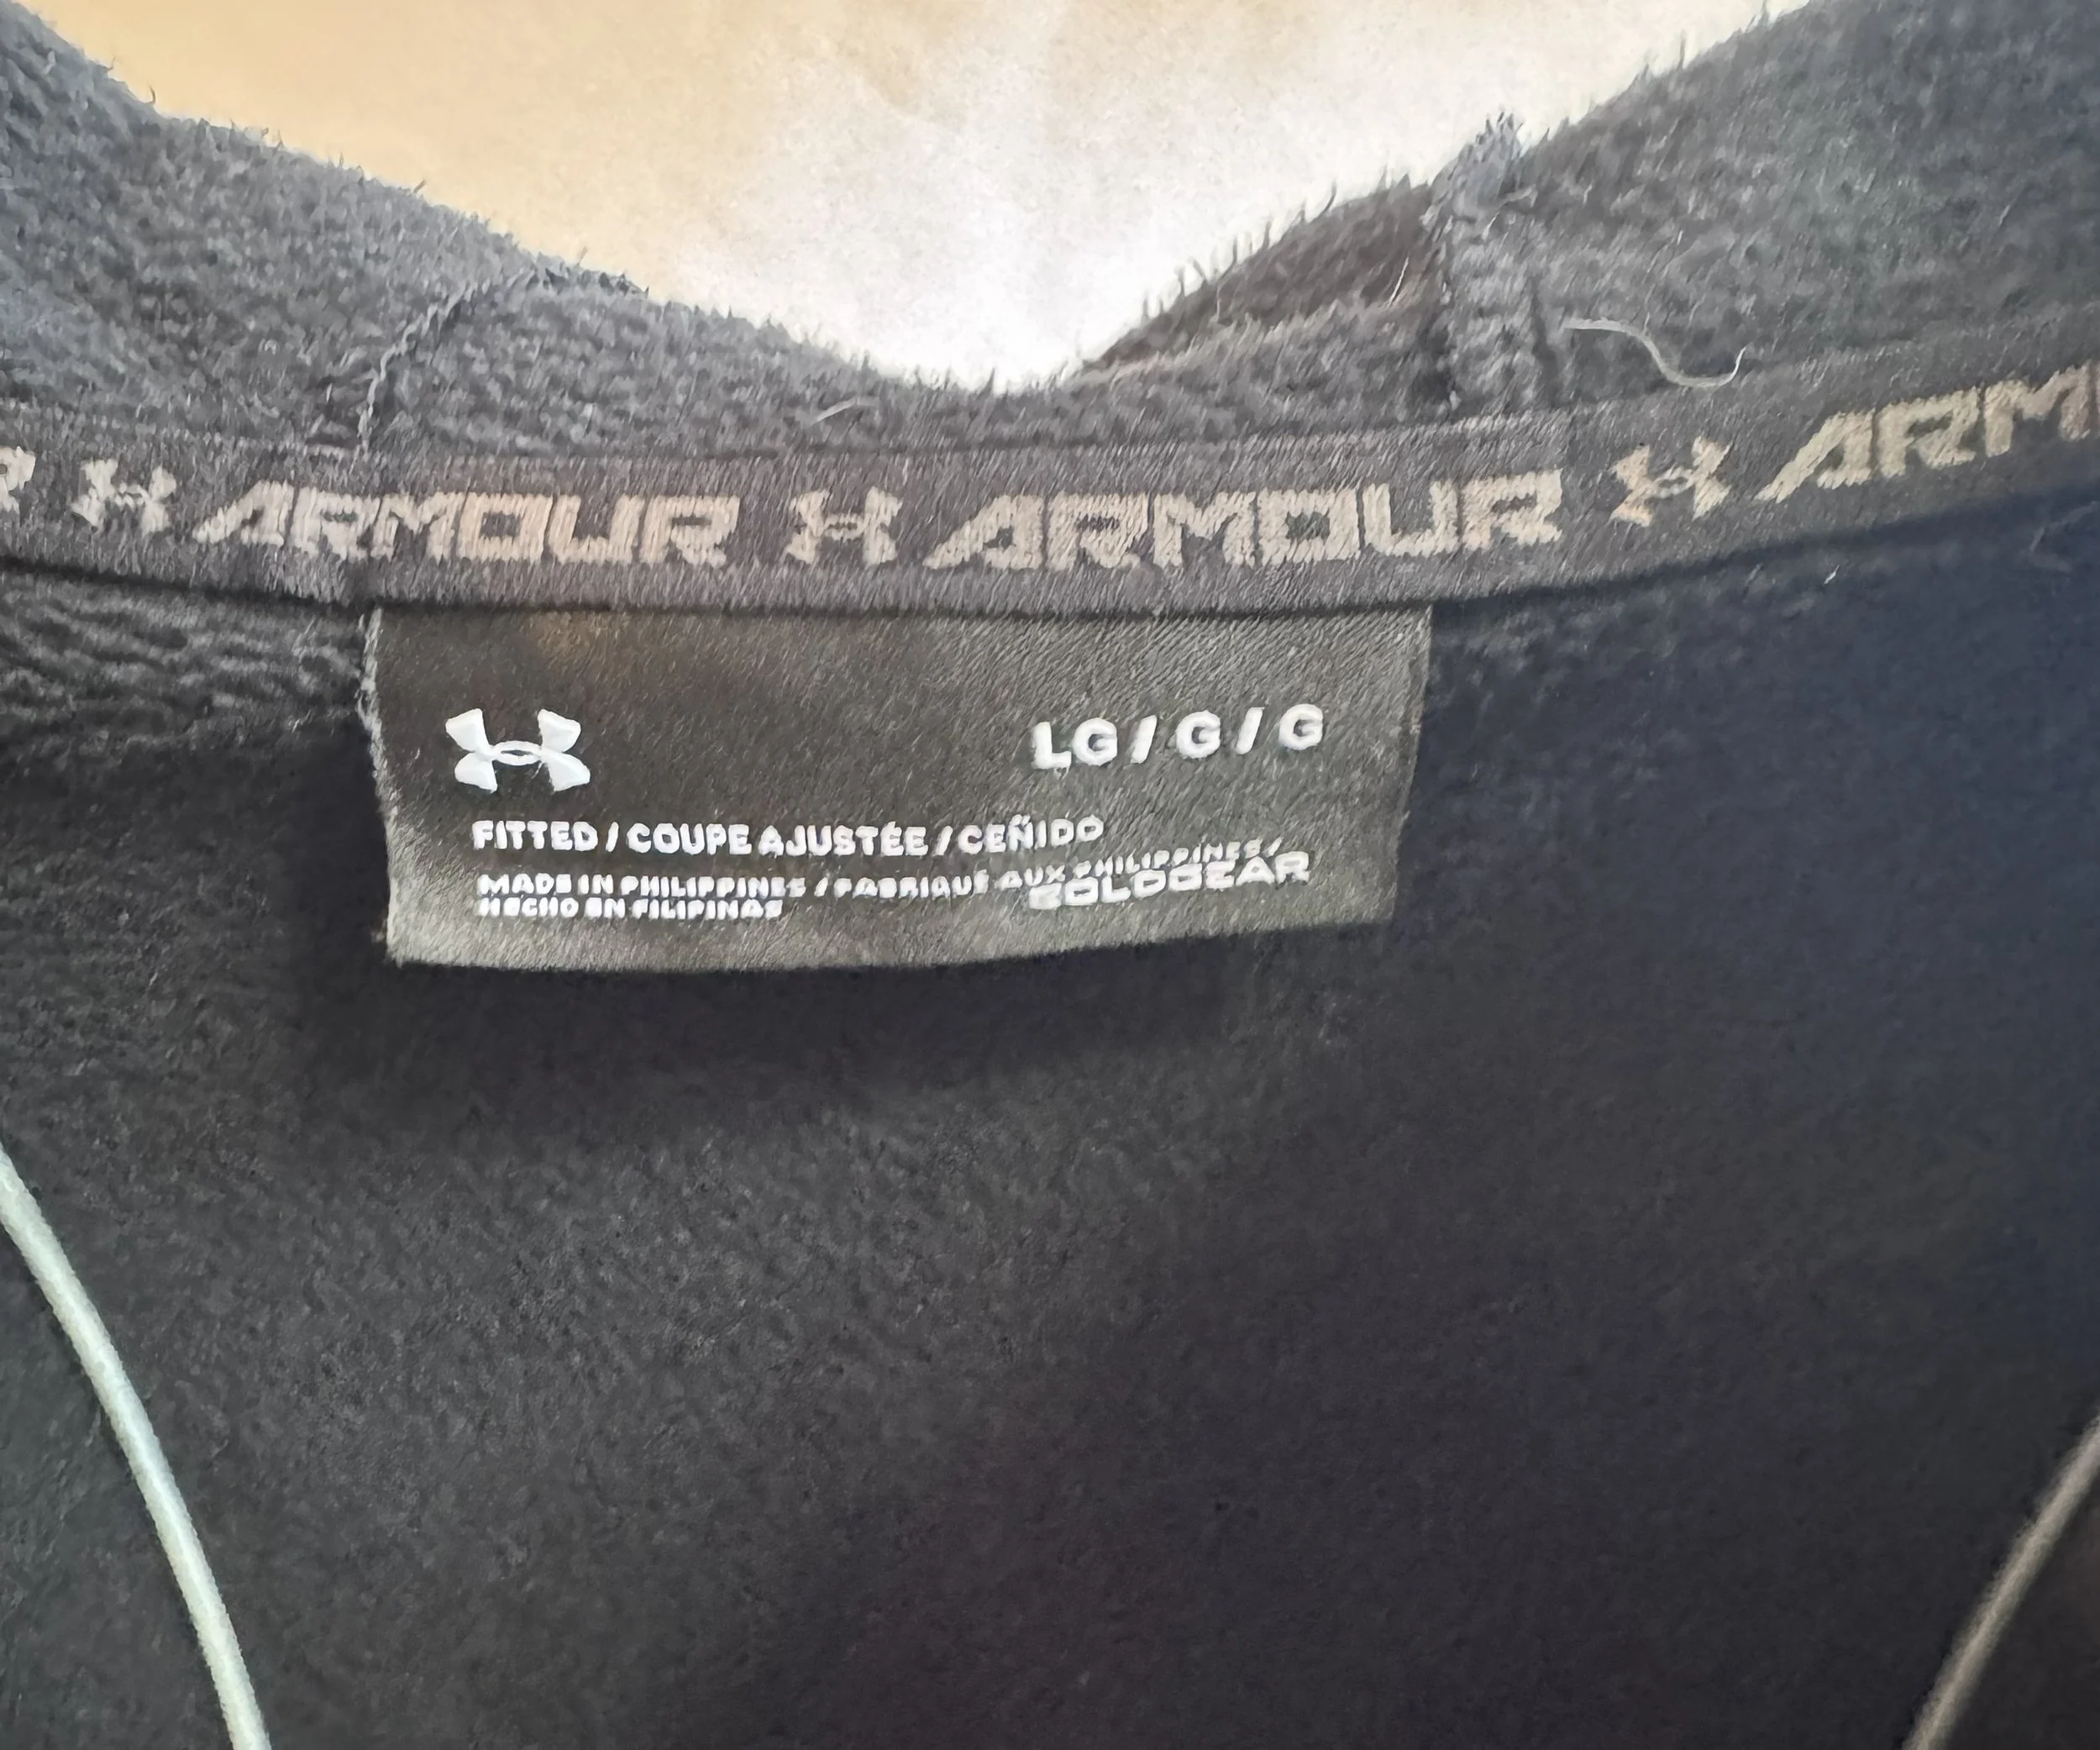 R ARMOUR ARMOUR ARM
LG / G / G
FITTED / COUPE AJUSTÉE / CEÑIDO
MADE IN PHILIPPINES / FABRIQUÉ AUX PHILIPPINES /
HECHO EN FILIPINAS
COLDGEAR